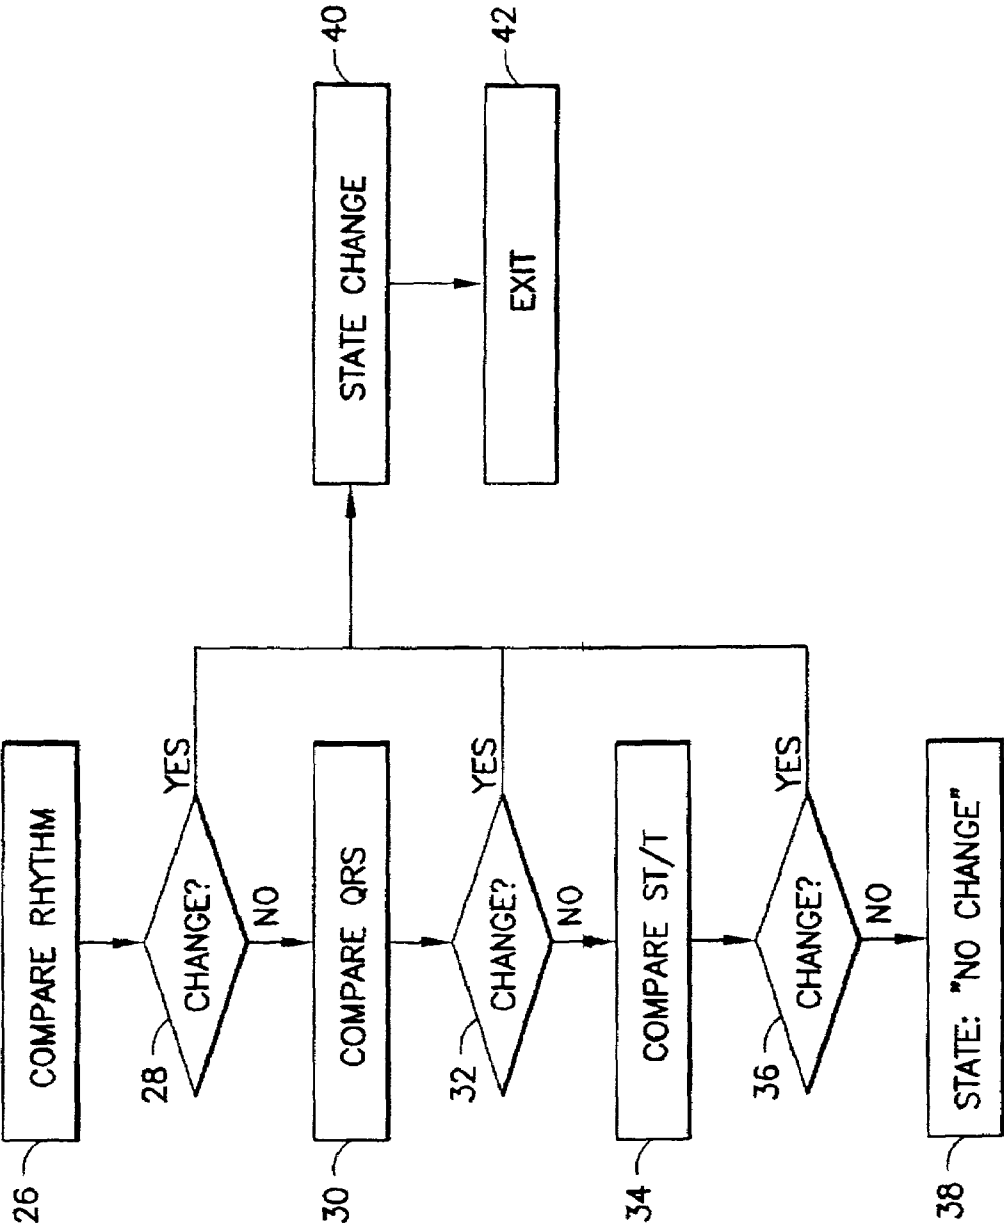 26
COMPARE RHYTHM
28
CHANGE?
YES
NO
30
COMPARE QRS
32
CHANGE?
YES
NO
34
COMPARE ST/T
36
CHANGE?
YES
NO
38
STATE: "NO CHANGE"
STATE CHANGE
40
EXIT
42